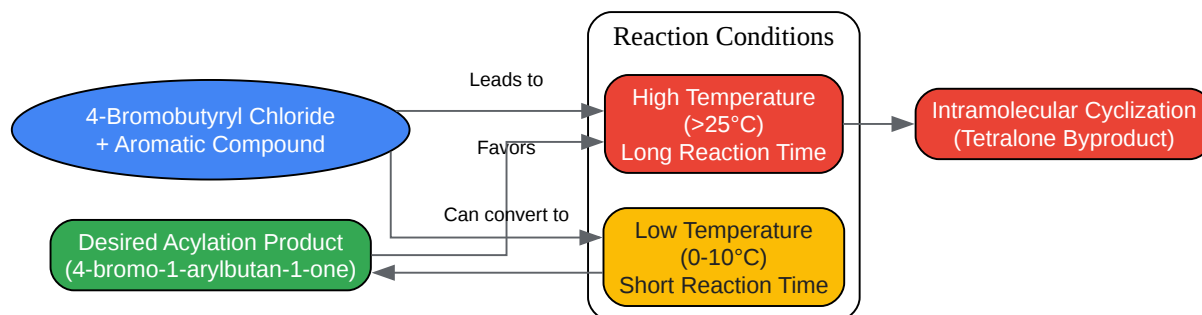 Reaction Conditions
4-Bromobutyryl Chloride
+ Aromatic Compound
Leads to
High Temperature
(>25°C)
Long Reaction Time
Intramolecular Cyclization
(Tetralone Byproduct)
Favors
Can convert to
Desired Acylation Product
(4-bromo-1-arylbutan-1-one)
Low Temperature
(0-10°C)
Short Reaction Time